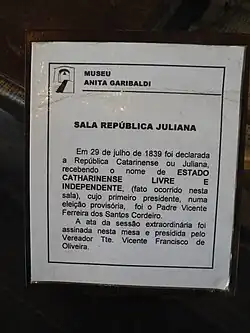 MUSEU
ANITA GARIBALDI
SALA REPÚBLICA JULIANA
Em 29 de julho de 1839 foi declarada
a República Catarinense ou Juliana,
recebendo o nome de ESTADO
CATHARINENSE LIVRE E
INDEPENDENTE, (fato ocorrido nesta
sala), cujo primeiro presidente, numa
eleição provisória, foi o Padre Vicente
Ferreira dos Santos Cordeiro.
A ata da sessão extraordinária foi
assinada nesta mesa e presidida pelo
Vereador Tte. Vicente Francisco de
Oliveira.